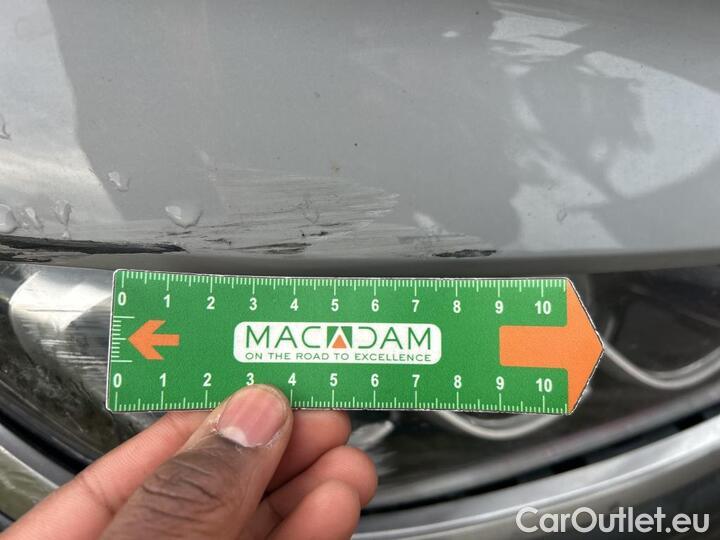 0 1 2 3 4 5 6 7 8 9 10
MACADAM
ON THE ROAD TO EXCELLENCE
0 1 2 3 4 5 6 7 8 9 10
CarOutlet.eu